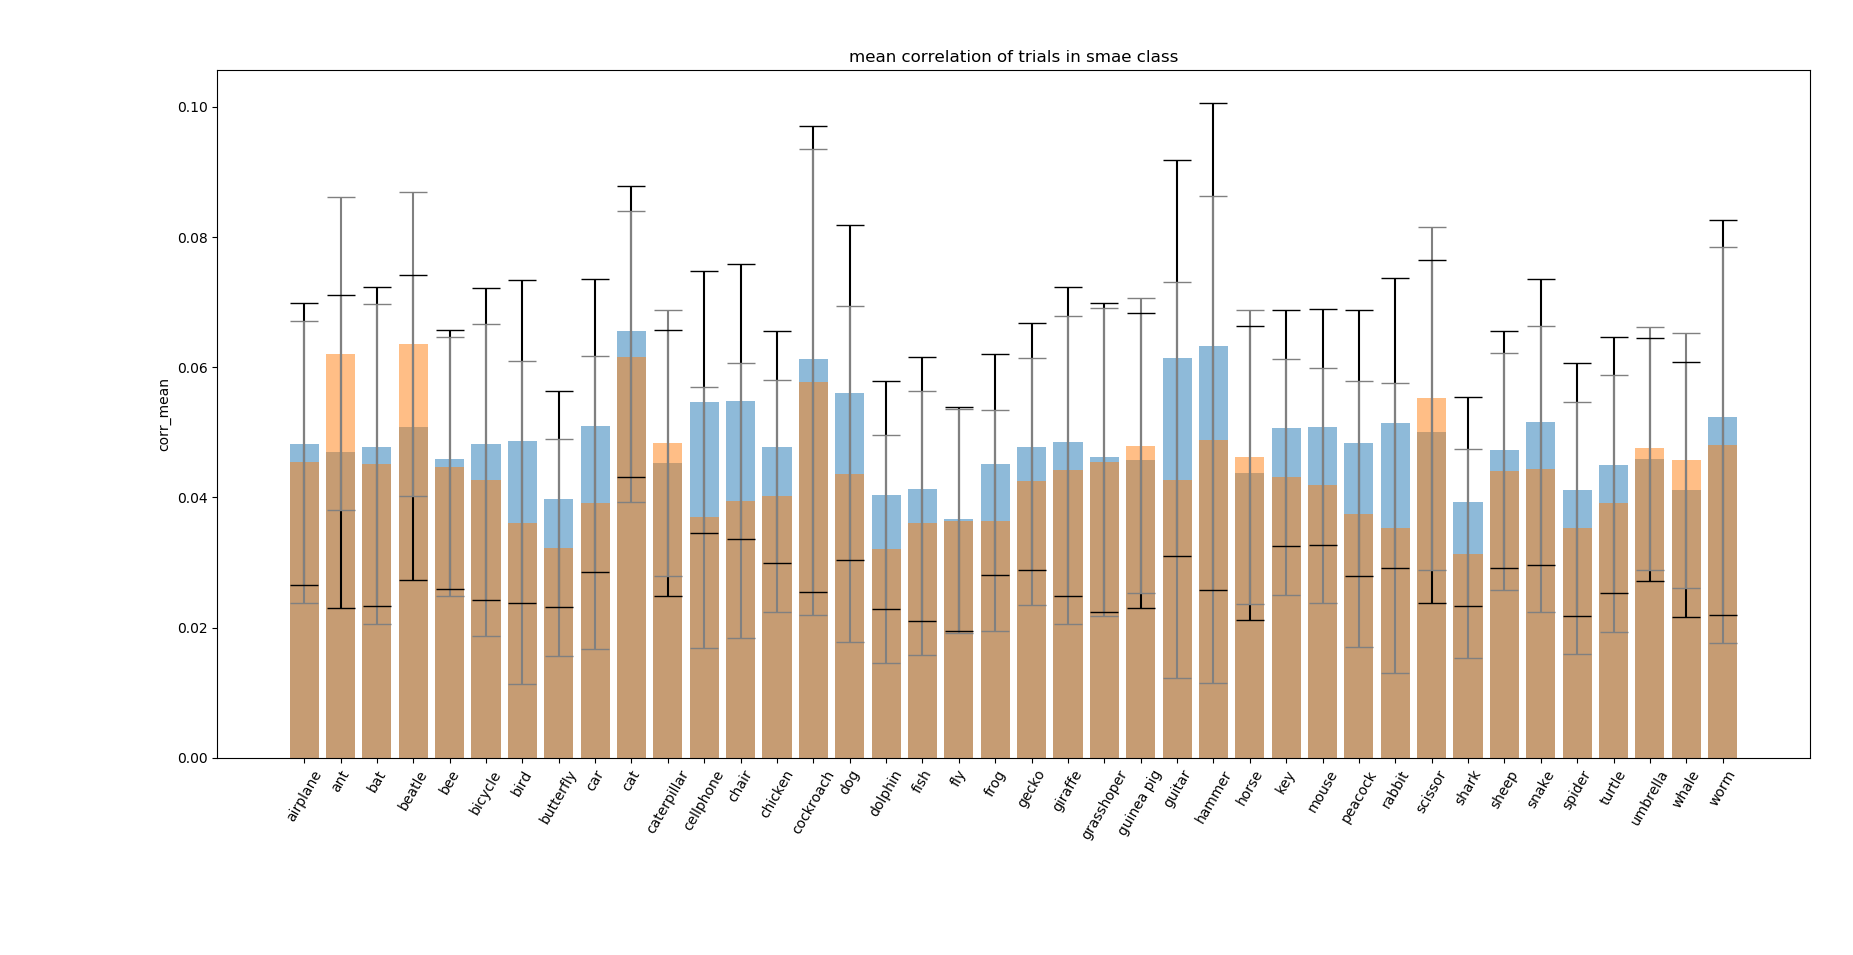 mean correlation of trials in smae class
0.10
0.08
0.06
0.04
0.02
0.00
corr_mean
airplane
ant
bat
beatle
bee
bicycle
bird
butterfly
car
cat
caterpillar
cellphone
chair
chicken
cockroach
dog
dolphin
fish
fly
frog
gecko
giraffe
grasshoper
guinea pig
guitar
hammer
horse
key
mouse
peacock
rabbit
scissor
shark
sheep
snake
spider
turtle
umbrella
whale
worn